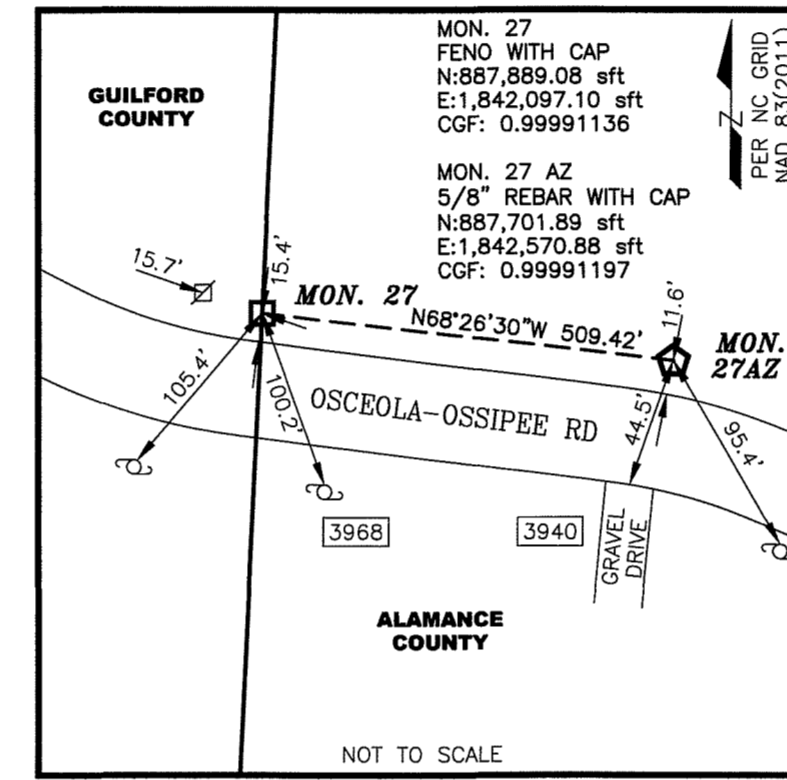 MON. 27
FENO WITH CAP
N:887,889.08 sft
E:1,842,097.10 sft
CGF: 0.99991136
MON. 27 AZ
5/8" REBAR WITH CAP
N:887,701.89 sft
E:1,842,570.88 sft
CGF: 0.99991197
Z
PER NC GRID
NAD 83(2011)
GUILFORD
COUNTY
15.7'
15.4'
MON. 27
N68°26'30"W 509.42'
11.6'
MON.
27AZ
105.4'
100.2'
OSCEOLA-OSSIPEE RD
44.5'
95.4'
3968
3940
GRAVEL
DRIVE
ALAMANCE
COUNTY
NOT TO SCALE